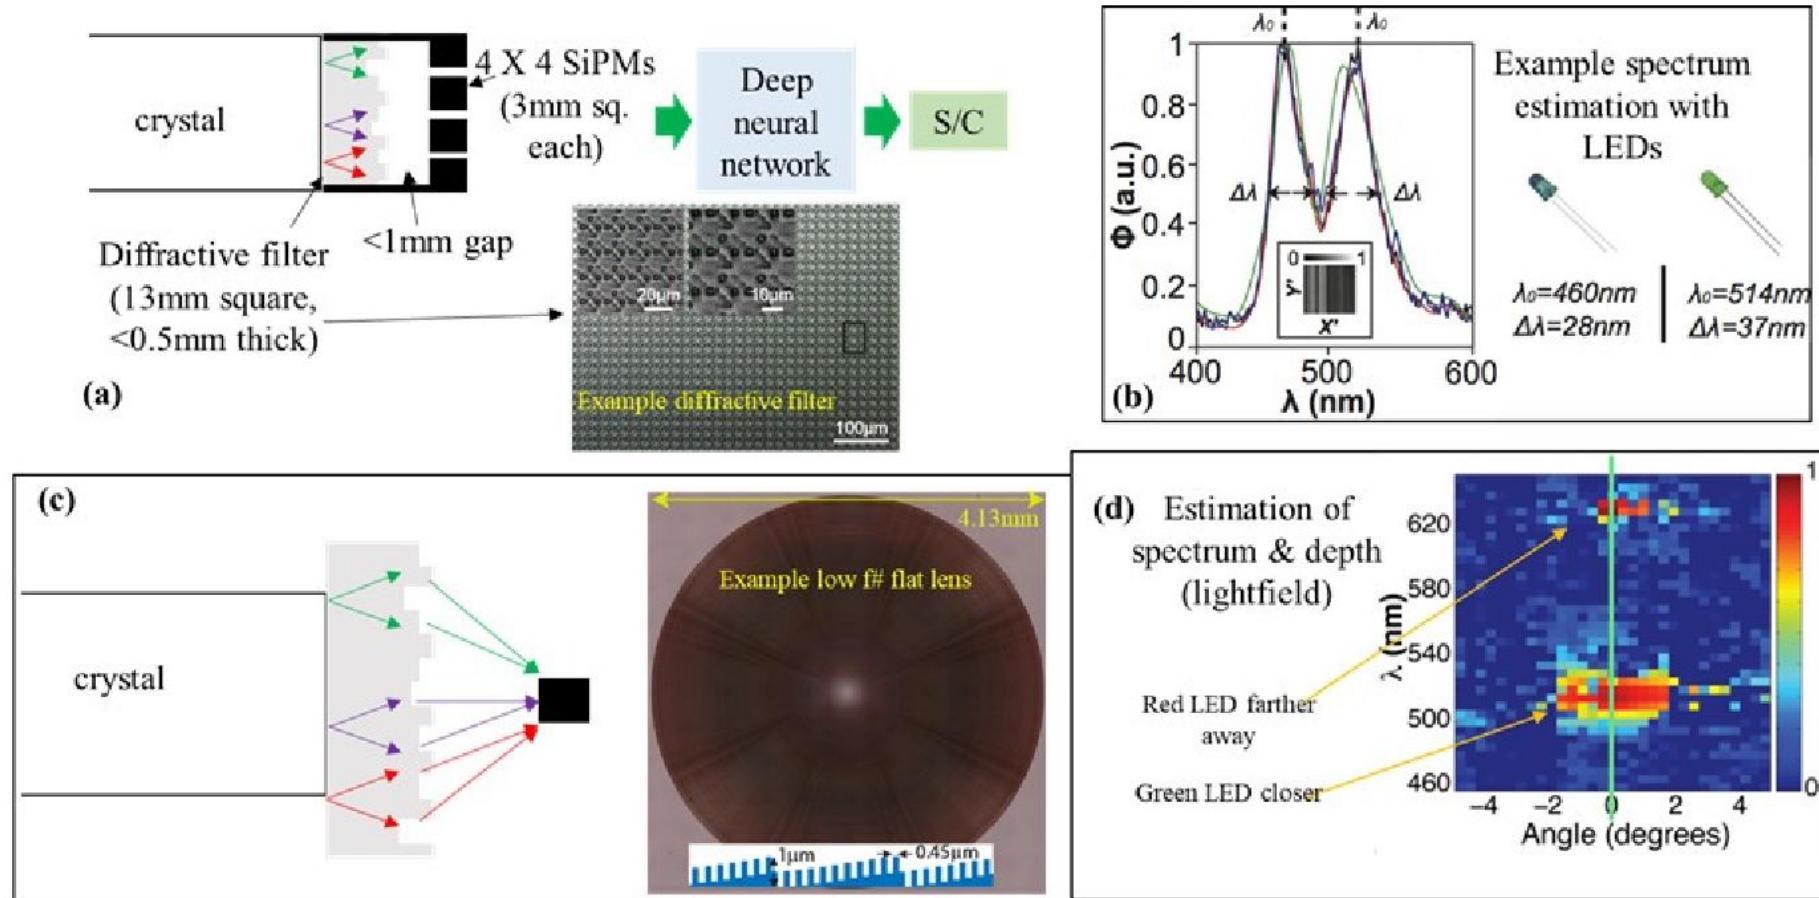 crystal
4 X 4 SiPMs
(3mm sq.
each)
Deep
neural
network
S/C
Diffractive filter
(13mm square,
<0.5mm thick)
<1mm gap
20μm
10μm
Example diffractive filter
100μm
(a)
λ₀
λ₀
1
0.8
0.6
0.4
0.2
0
Φ (a.u.)
Δλ
Δλ
0
1
Y'
X'
400
500
600
λ (nm)
Example spectrum
estimation with
LEDs
λ₀=460nm
Δλ=28nm
λ₀=514nm
Δλ=37nm
(b)
(c)
crystal
4.13mm
Example low f# flat lens
1μm
0.45μm
(d)
Estimation of
spectrum & depth
(lightfield)
Red LED farther
away
Green LED closer
λ (nm)
620
580
540
500
460
−4
−2
0
2
4
Angle (degrees)
1
0